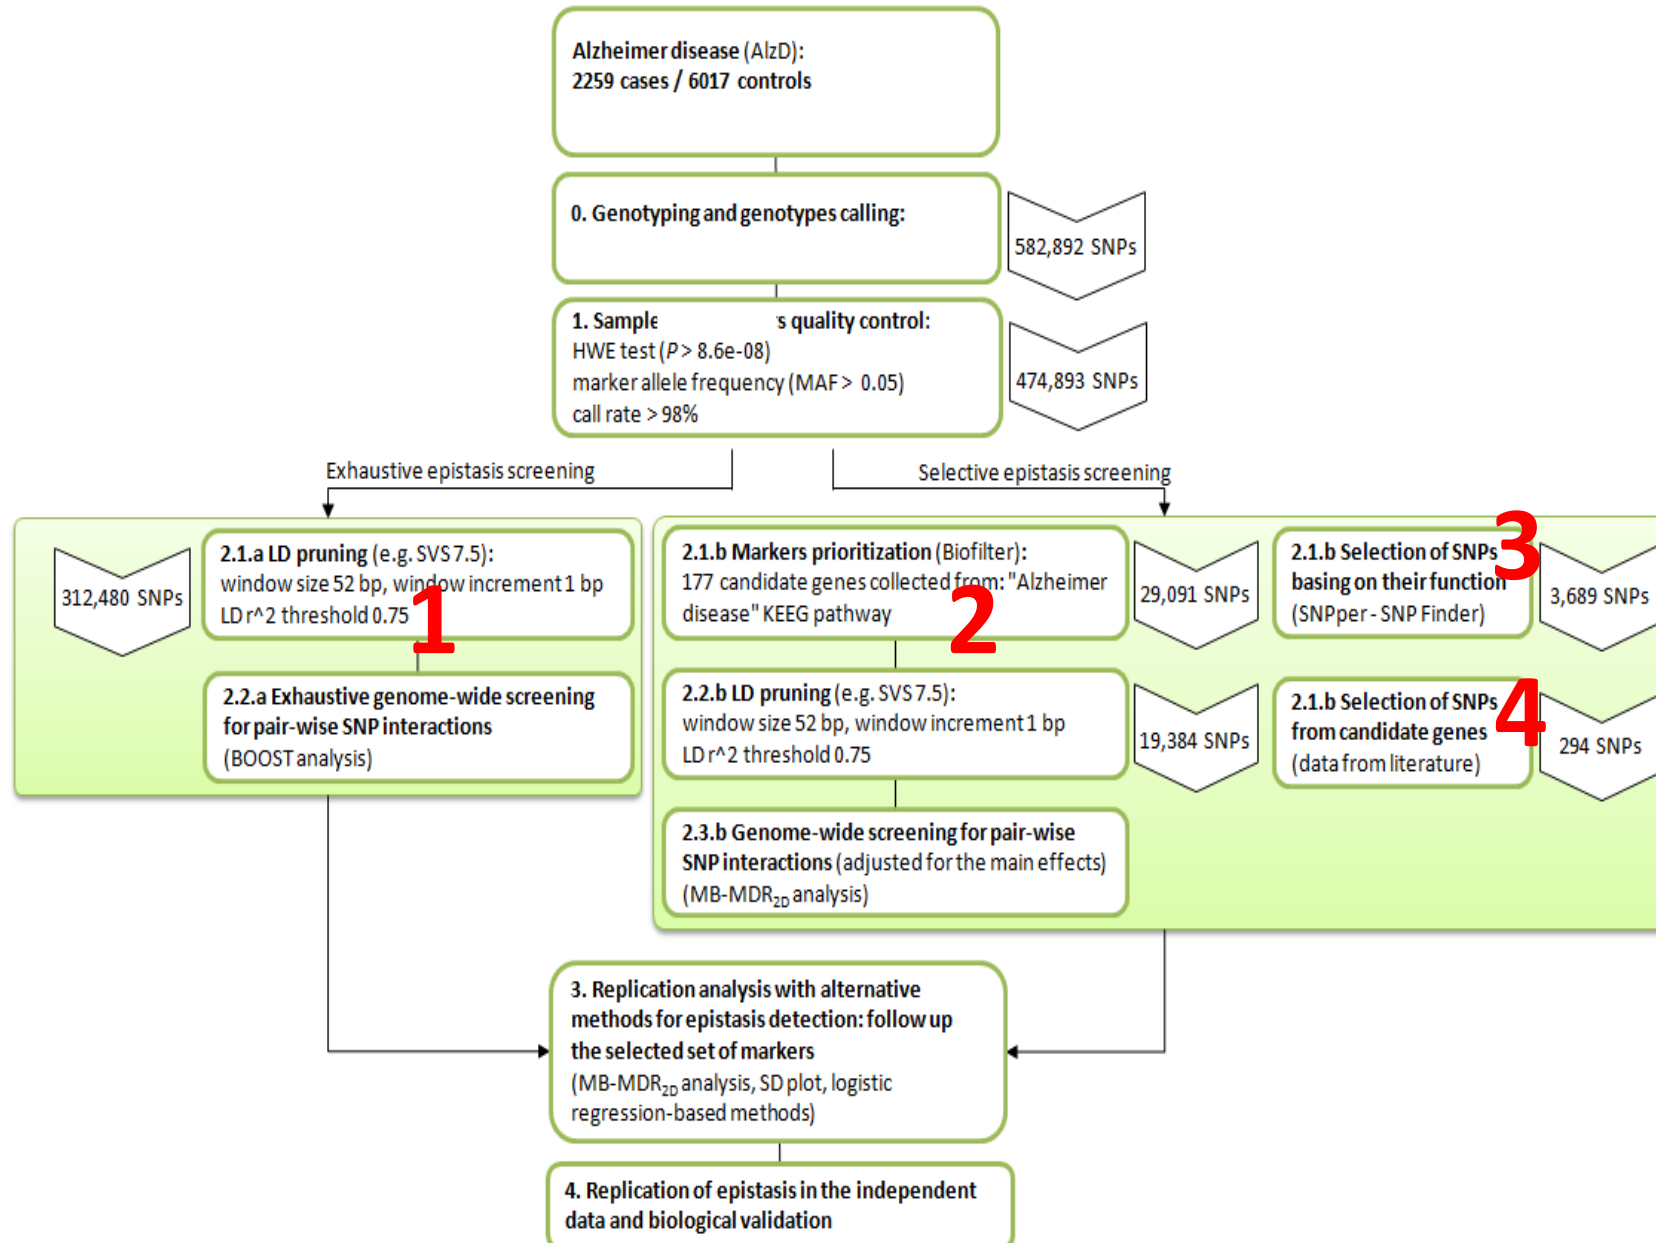 Alzheimer disease (AlzD):
2259 cases / 6017 controls
0. Genotyping and genotypes calling:
582,892 SNPs
1. Sample s quality control:
HWE test (P > 8.6e-08)
marker allele frequency (MAF > 0.05)
call rate > 98%
474,893 SNPs
Exhaustive epistasis screening
Selective epistasis screening
312,480 SNPs
2.1.a LD pruning (e.g. SVS 7.5):
window size 52 bp, window increment 1 bp
LD r^2 threshold 0.75
1
2.2.a Exhaustive genome-wide screening
for pair-wise SNP interactions
(BOOST analysis)
2.1.b Markers prioritization (Biofilter):
177 candidate genes collected from: "Alzheimer
disease" KEEG pathway
2
29,091 SNPs
2.2.b LD pruning (e.g. SVS 7.5):
window size 52 bp, window increment 1 bp
LD r^2 threshold 0.75
19,384 SNPs
2.3.b Genome-wide screening for pair-wise
SNP interactions (adjusted for the main effects)
(MB-MDR2D analysis)
2.1.b Selection of SNPs
basing on their function
(SNPper - SNP Finder)
3
3,689 SNPs
2.1.b Selection of SNPs
from candidate genes
(data from literature)
4
294 SNPs
3. Replication analysis with alternative
methods for epistasis detection: follow up
the selected set of markers
(MB-MDR2D analysis, SD plot, logistic
regression-based methods)
4. Replication of epistasis in the independent
data and biological validation